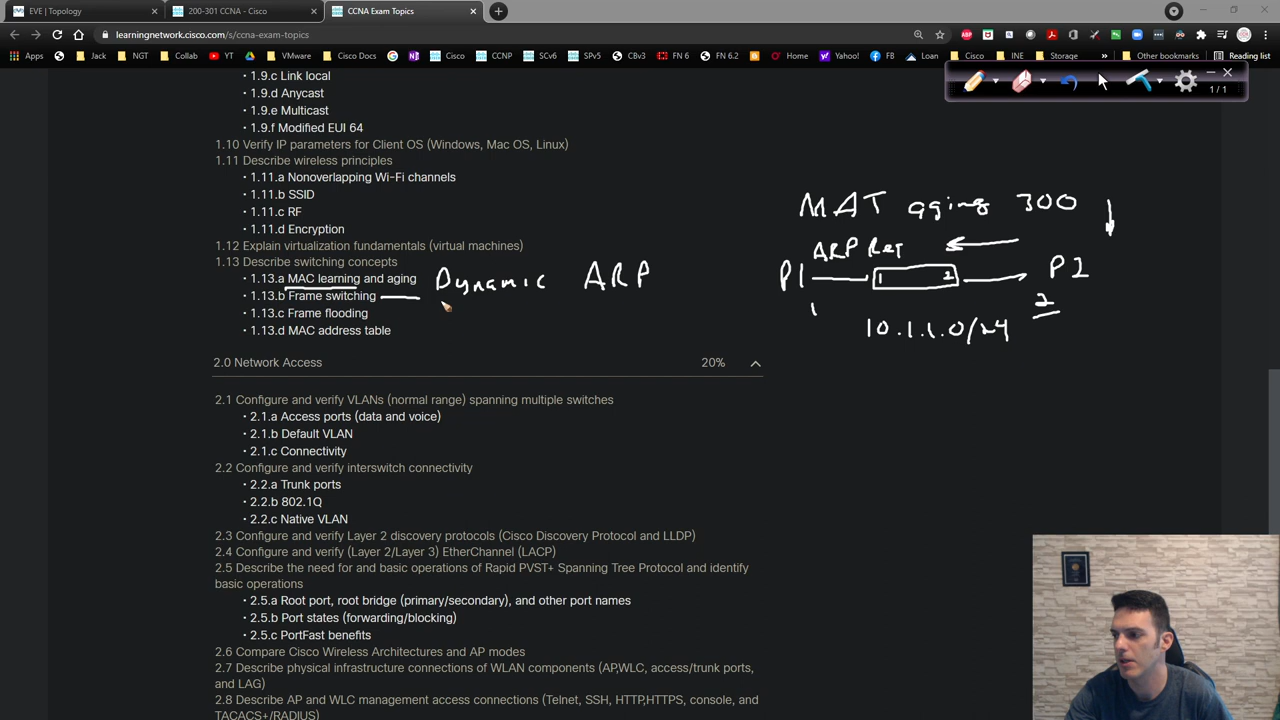 EVE | Topology
200-301 CCNA - Cisco
CCNA Exam Topics
learningnetwork.cisco.com/s/ccna-exam-topics
Apps YT NGT Collab VMware Cisco Docs FN Cisco CCNP SCv6 SPv5 FN 6 FN 6.2 Home Yahoo! Loan Cisco INE Storage » Other bookmarks Reading list
1/1
• 1.9.c Link local
• 1.9.d Anycast
• 1.9.e Multicast
• 1.9.f Modified EUI 64
1.10 Verify IP parameters for Client OS (Windows, Mac OS, Linux)
1.11 Describe wireless principles
• 1.11.a Nonoverlapping Wi-Fi channels
• 1.11.b SSID
• 1.11.c RF
• 1.11.d Encryption
1.12 Explain virtualization fundamentals (virtual machines)
1.13 Describe switching concepts
• 1.13.a MAC learning and aging
• 1.13.b Frame switching
• 1.13.c Frame flooding
• 1.13.d MAC address table
Dynamic ARP
MAT aging 300
ARP Req
P1 1 2 P2
1 2
10.1.1.0/24
2.0 Network Access 20%
2.1 Configure and verify VLANs (normal range) spanning multiple switches
• 2.1.a Access ports (data and voice)
• 2.1.b Default VLAN
• 2.1.c Connectivity
2.2 Configure and verify interswitch connectivity
• 2.2.a Trunk ports
• 2.2.b 802.1Q
• 2.2.c Native VLAN
2.3 Configure and verify Layer 2 discovery protocols (Cisco Discovery Protocol and LLDP)
2.4 Configure and verify (Layer 2/Layer 3) EtherChannel (LACP)
2.5 Describe the need for and basic operations of Rapid PVST+ Spanning Tree Protocol and identify
basic operations
• 2.5.a Root port, root bridge (primary/secondary), and other port names
• 2.5.b Port states (forwarding/blocking)
• 2.5.c PortFast benefits
2.6 Compare Cisco Wireless Architectures and AP modes
2.7 Describe physical infrastructure connections of WLAN components (AP,WLC, access/trunk ports,
and LAG)
2.8 Describe AP and WLC management access connections (Telnet, SSH, HTTP,HTTPS, console, and
TACACS+/RADIUS)